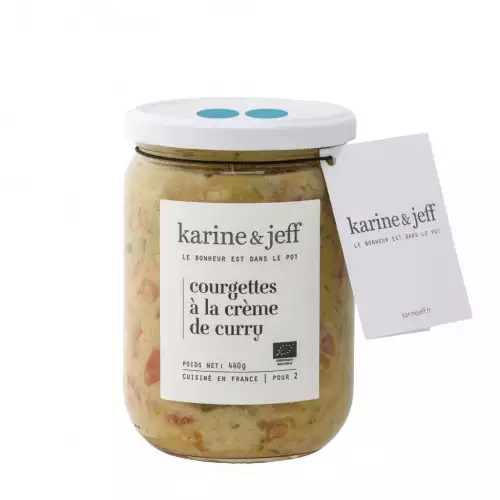 karine & jeff
LE BONHEUR EST DANS LE POT
courgettes
à la crème
de curry
POIDS NET: 440g
CUISINÉ EN FRANCE | POUR 2
karine & jeff
LE BONHEUR EST DANS LE POT
karinejeff.fr